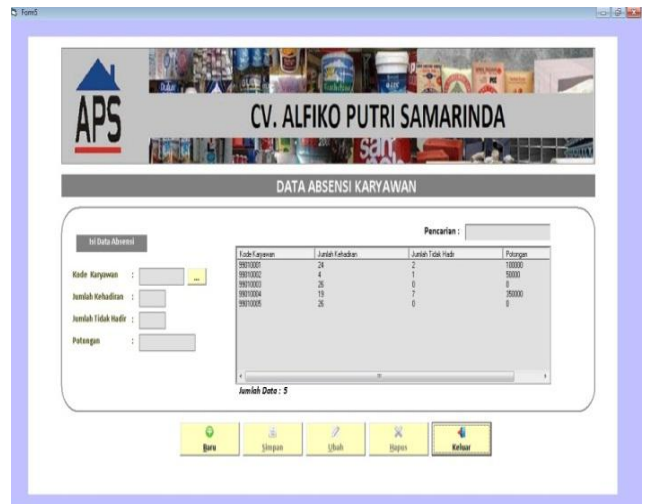 Form5
APS
CV. ALFIKO PUTRI SAMARINDA
DATA ABSENSI KARYAWAN
Pencarian :
Isi Data Absensi
Kode Karyawan :
...
Jumlah Kehadiran :
Jumlah Tidak Hadir :
Potongan :
Kode Karyawan Jumlah Kehadiran Jumlah Tidak Hadir Potongan
99010001 24 2 100000
99010002 4 1 50000
99010003 26 0 0
99010004 19 7 350000
99010005 26 0 0
Jumlah Data : 5
Baru Simpan Ubah Hapus Keluar